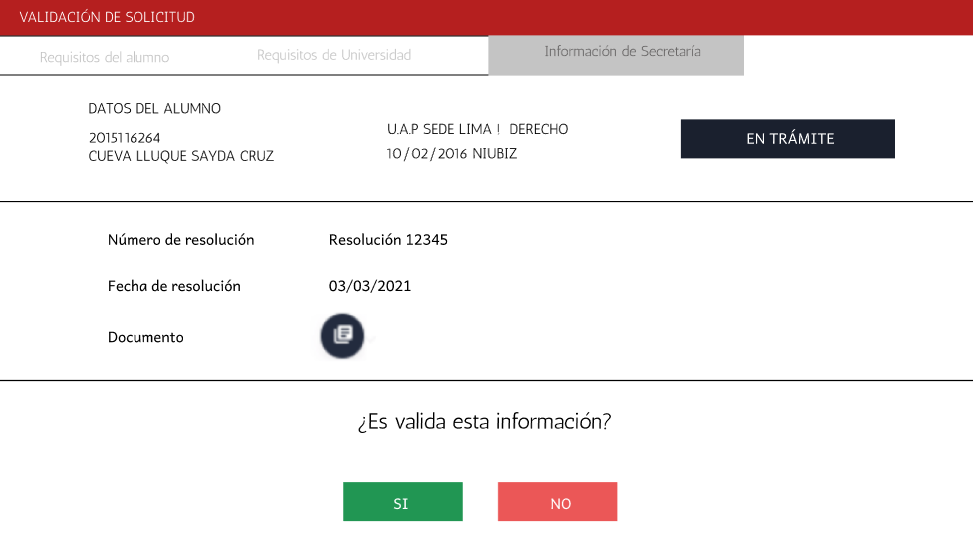 VALIDACIÓN DE SOLICITUD
Requisitos del alumno
Requisitos de Universidad
Información de Secretaría
DATOS DEL ALUMNO
2015116264
CUEVA LLUQUE SAYDA CRUZ
U.A.P SEDE LIMA ! DERECHO
10/02/2016 NIUBIZ
EN TRÁMITE
Número de resolución
Resolución 12345
Fecha de resolución
03/03/2021
Documento
¿Es valida esta información?
SI
NO